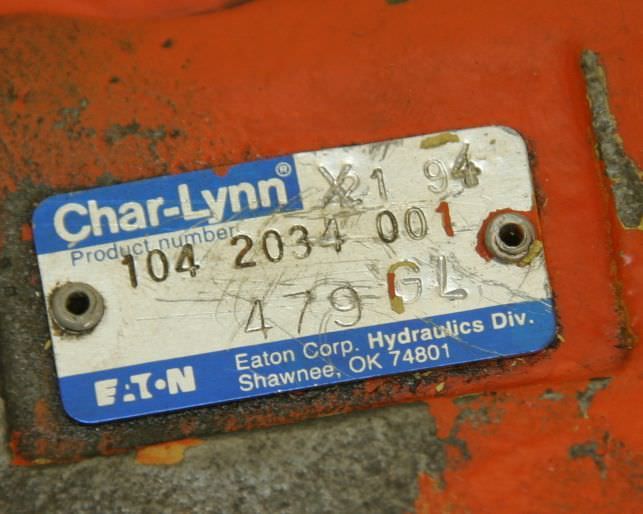 Char-Lynn®
X21 94
Product number
104 2034 001
479 GL
EATON
Eaton Corp. Hydraulics Div.
Shawnee, OK 74801